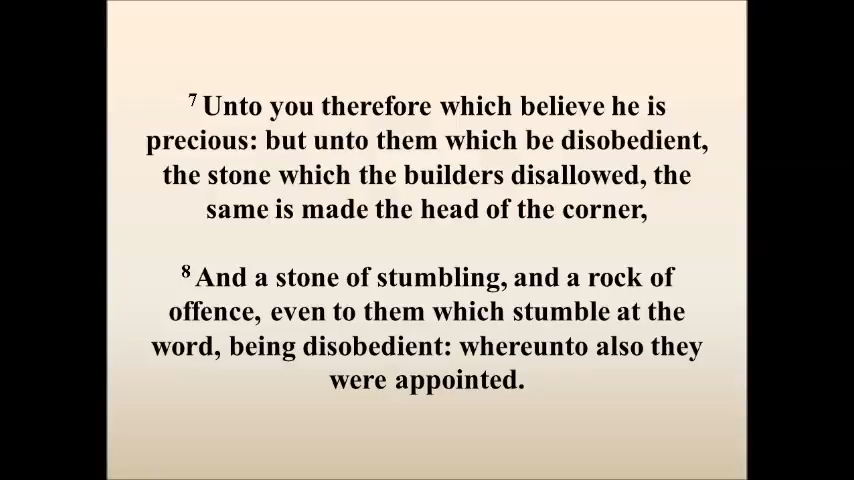 7 Unto you therefore which believe he is
precious: but unto them which be disobedient,
the stone which the builders disallowed, the
same is made the head of the corner,
8 And a stone of stumbling, and a rock of
offence, even to them which stumble at the
word, being disobedient: whereunto also they
were appointed.